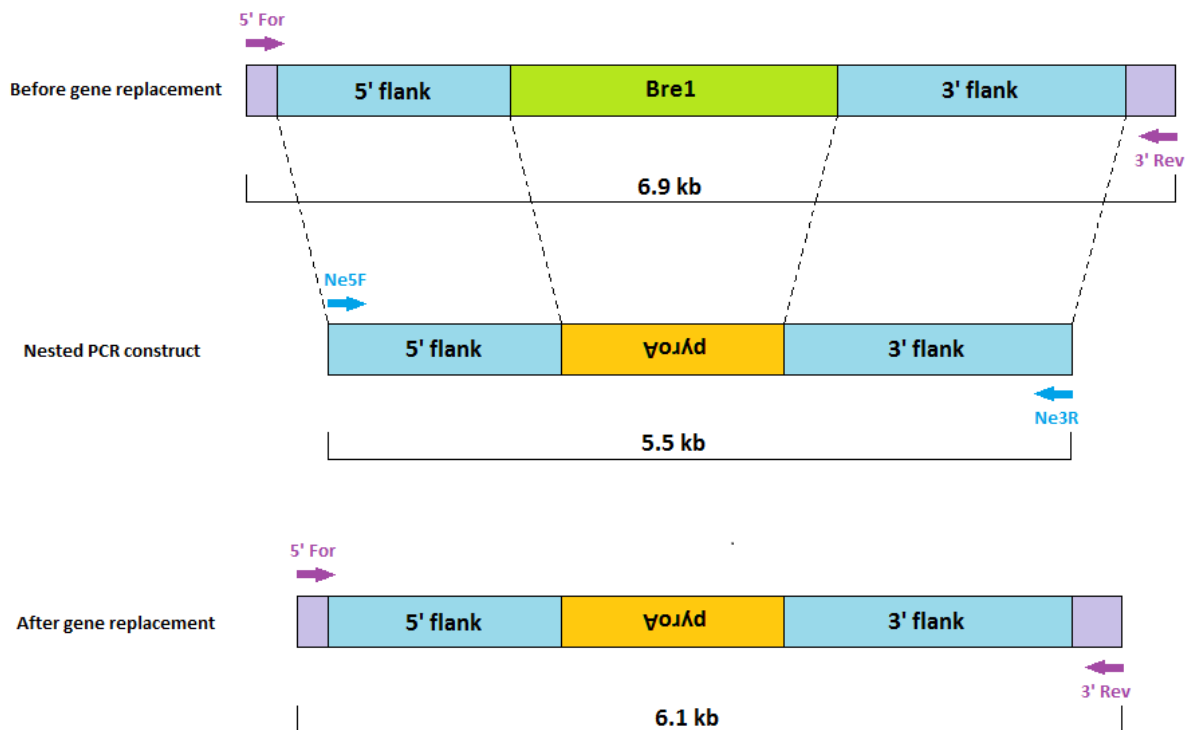 5' For
Before gene replacement
5' flank
Bre1
3' flank
3' Rev
6.9 kb
Ne5F
Nested PCR construct
5' flank
pyroA
3' flank
Ne3R
5.5 kb
5' For
After gene replacement
5' flank
pyroA
3' flank
3' Rev
6.1 kb